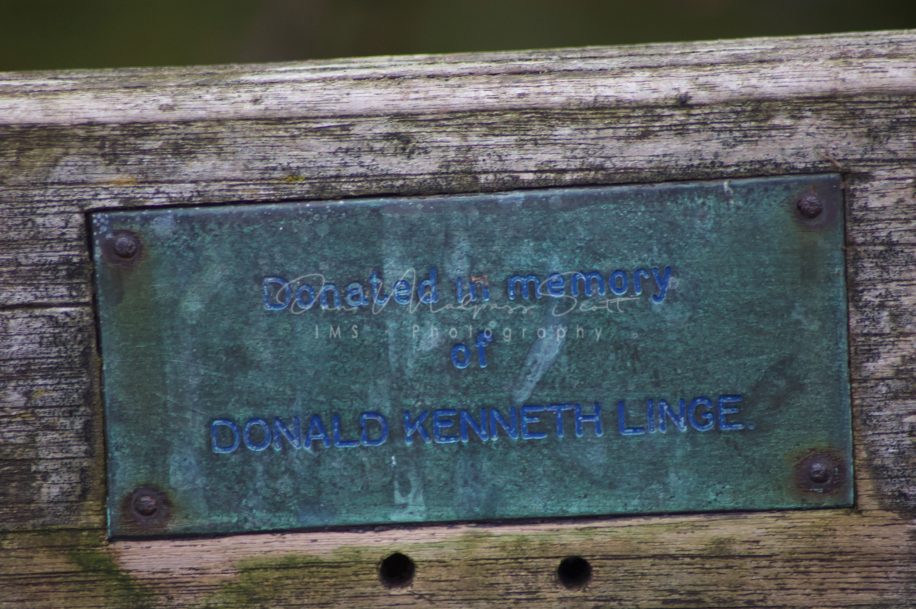 Donated in memory
of
DONALD KENNETH LINGE.
IMS Photography